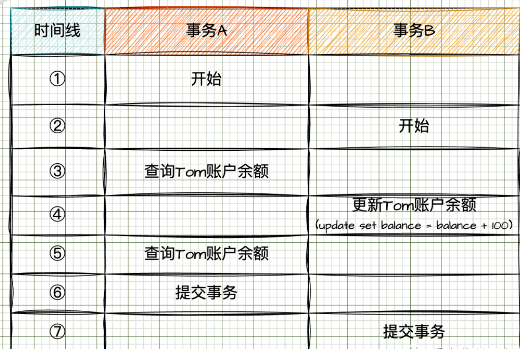 时间线 事务A 事务B
① 开始
② 开始
③ 查询Tom账户余额
④ 更新Tom账户余额
(update set balance = balance + 100)
⑤ 查询Tom账户余额
⑥ 提交事务
⑦ 提交事务